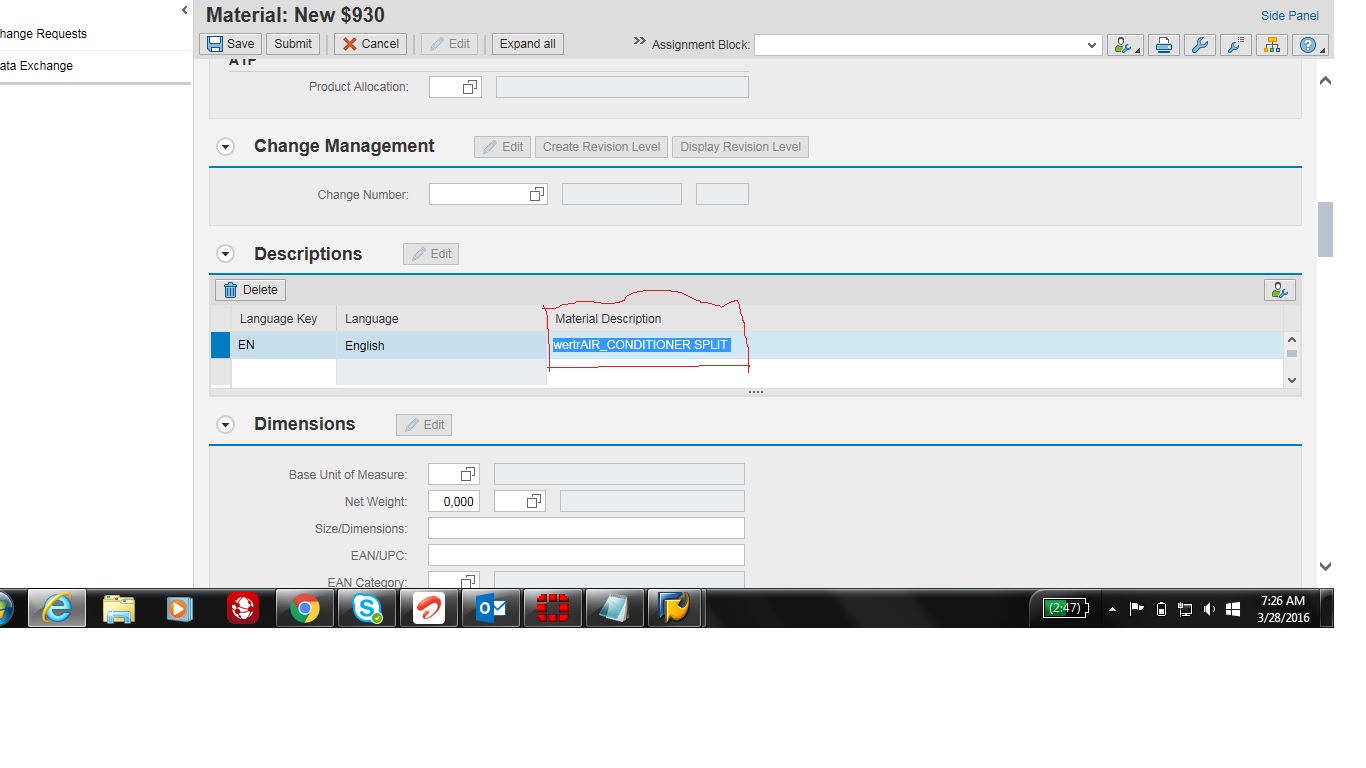 Material: New $930
Side Panel
hange Requests
ata Exchange
Save Submit Cancel Edit Expand all Assignment Block:
ATP
Product Allocation:
Change Management Edit Create Revision Level Display Revision Level
Change Number:
Descriptions Edit
Delete
Language Key Language Material Description
EN English wertrAIR_CONDITIONER SPLIT
Dimensions Edit
Base Unit of Measure:
Net Weight: 0,000
Size/Dimensions:
EAN/UPC:
EAN Category:
(2:47)
7:26 AM
3/28/2016